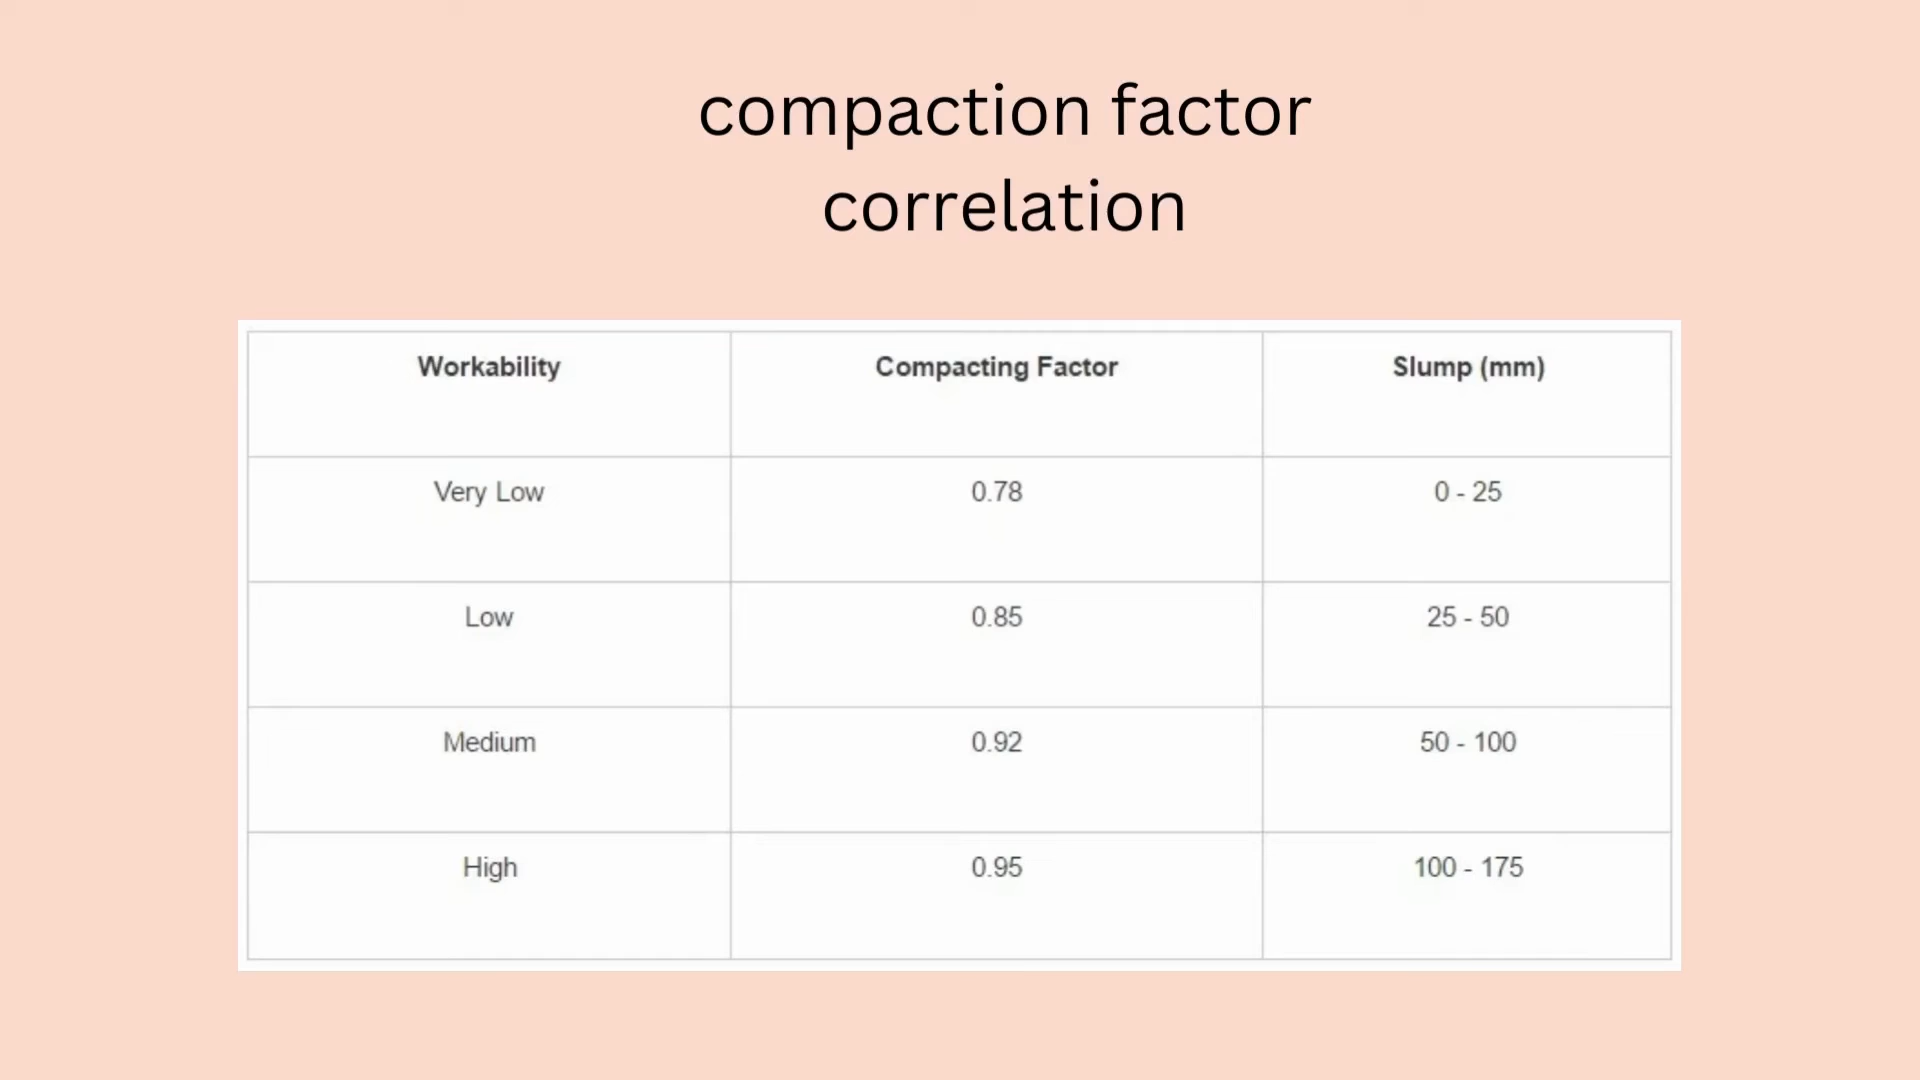 compaction factor
correlation
Workability Compacting Factor Slump (mm)
Very Low 0.78 0 - 25
Low 0.85 25 - 50
Medium 0.92 50 - 100
High 0.95 100 - 175